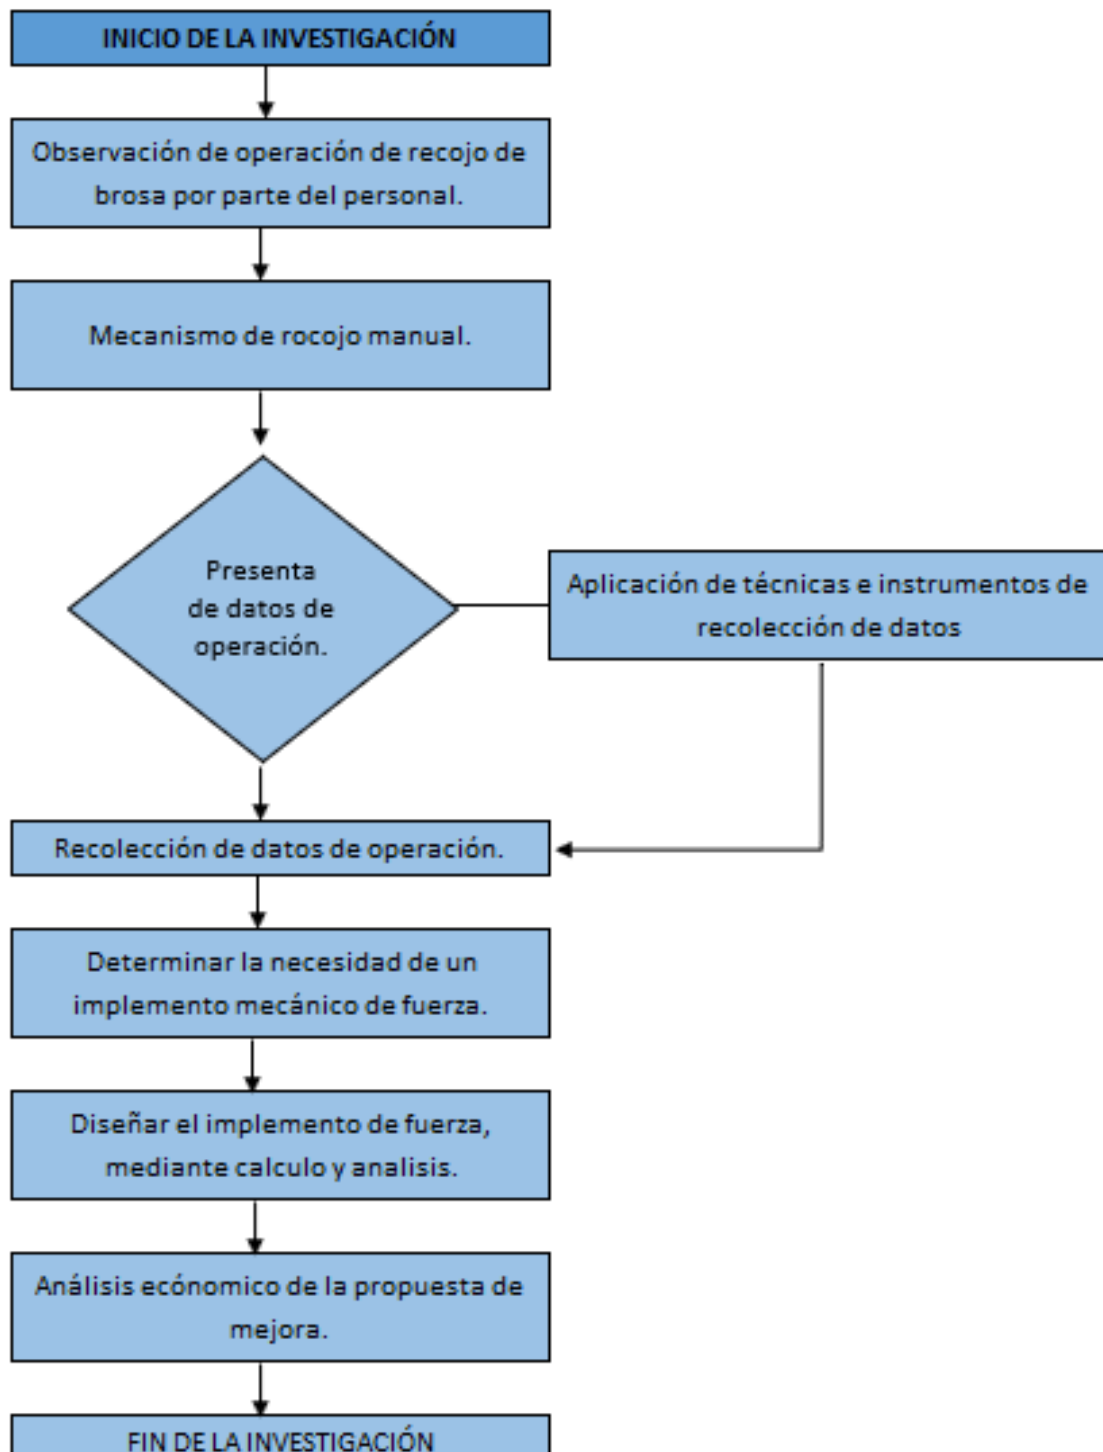 INICIO DE LA INVESTIGACIÓN
Observación de operación de recojo de
brosa por parte del personal.
Mecanismo de rocojo manual.
Presenta
de datos de
operación.
Aplicación de técnicas e instrumentos de
recolección de datos
Recolección de datos de operación.
Determinar la necesidad de un
implemento mecánico de fuerza.
Diseñar el implemento de fuerza,
mediante calculo y analisis.
Análisis ecónomico de la propuesta de
mejora.
FIN DE LA INVESTIGACIÓN